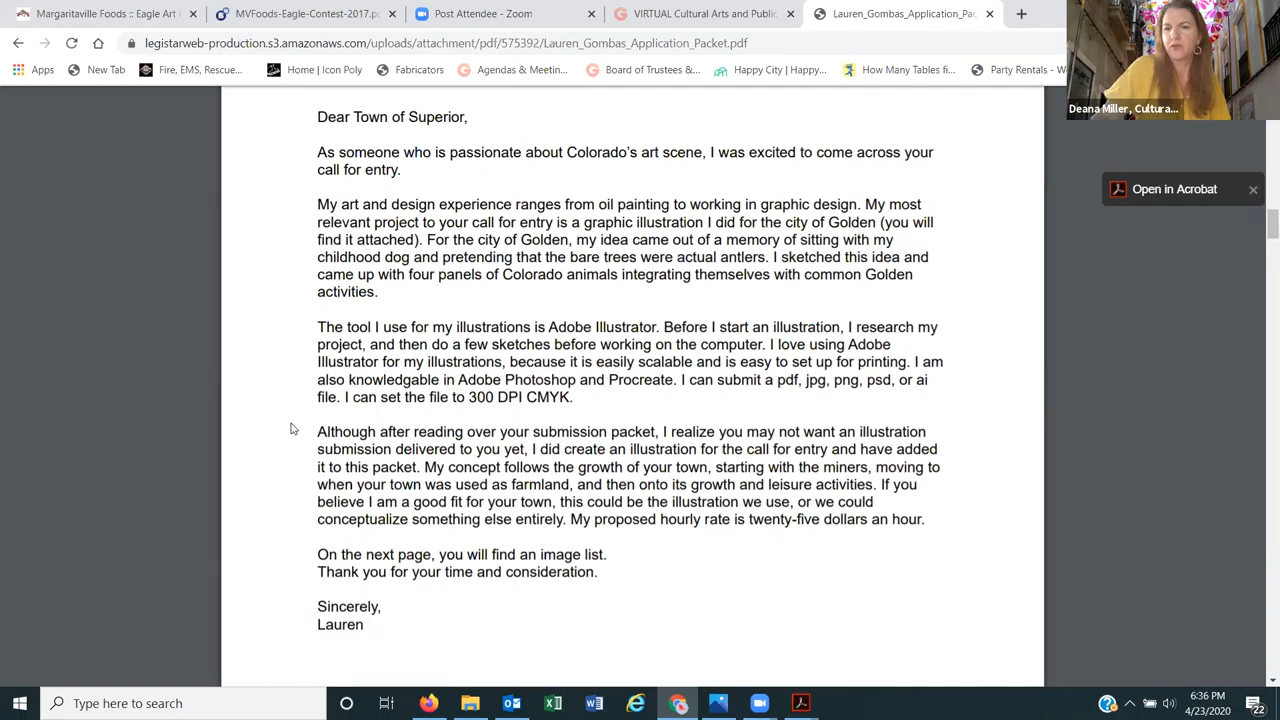 Margaritaville Foods :: Eagle Art
MVFoods-Eagle-Contest-2017.p
Post Attendee - Zoom
VIRTUAL Cultural Arts and Public
Lauren_Gombas_Application_Pac
legistarweb-production.s3.amazonaws.com/uploads/attachment/pdf/575392/Lauren_Gombas_Application_Packet.pdf
Apps
New Tab
Fire, EMS, Rescue...
Home | Icon Poly
Fabricators
Agendas & Meetin...
Board of Trustees &...
Happy City | Happy...
How Many Tables fi...
Party Rentals - We
Deana Miller, Cultura...
Open in Acrobat
Dear Town of Superior,
As someone who is passionate about Colorado's art scene, I was excited to come across your
call for entry.
My art and design experience ranges from oil painting to working in graphic design. My most
relevant project to your call for entry is a graphic illustration I did for the city of Golden (you will
find it attached). For the city of Golden, my idea came out of a memory of sitting with my
childhood dog and pretending that the bare trees were actual antlers. I sketched this idea and
came up with four panels of Colorado animals integrating themselves with common Golden
activities.
The tool I use for my illustrations is Adobe Illustrator. Before I start an illustration, I research my
project, and then do a few sketches before working on the computer. I love using Adobe
Illustrator for my illustrations, because it is easily scalable and is easy to set up for printing. I am
also knowledgable in Adobe Photoshop and Procreate. I can submit a pdf, jpg, png, psd, or ai
file. I can set the file to 300 DPI CMYK.
Although after reading over your submission packet, I realize you may not want an illustration
submission delivered to you yet, I did create an illustration for the call for entry and have added
it to this packet. My concept follows the growth of your town, starting with the miners, moving to
when your town was used as farmland, and then onto its growth and leisure activities. If you
believe I am a good fit for your town, this could be the illustration we use, or we could
conceptualize something else entirely. My proposed hourly rate is twenty-five dollars an hour.
On the next page, you will find an image list.
Thank you for your time and consideration.
Sincerely,
Lauren
Type here to search
6:36 PM
4/23/2020
22